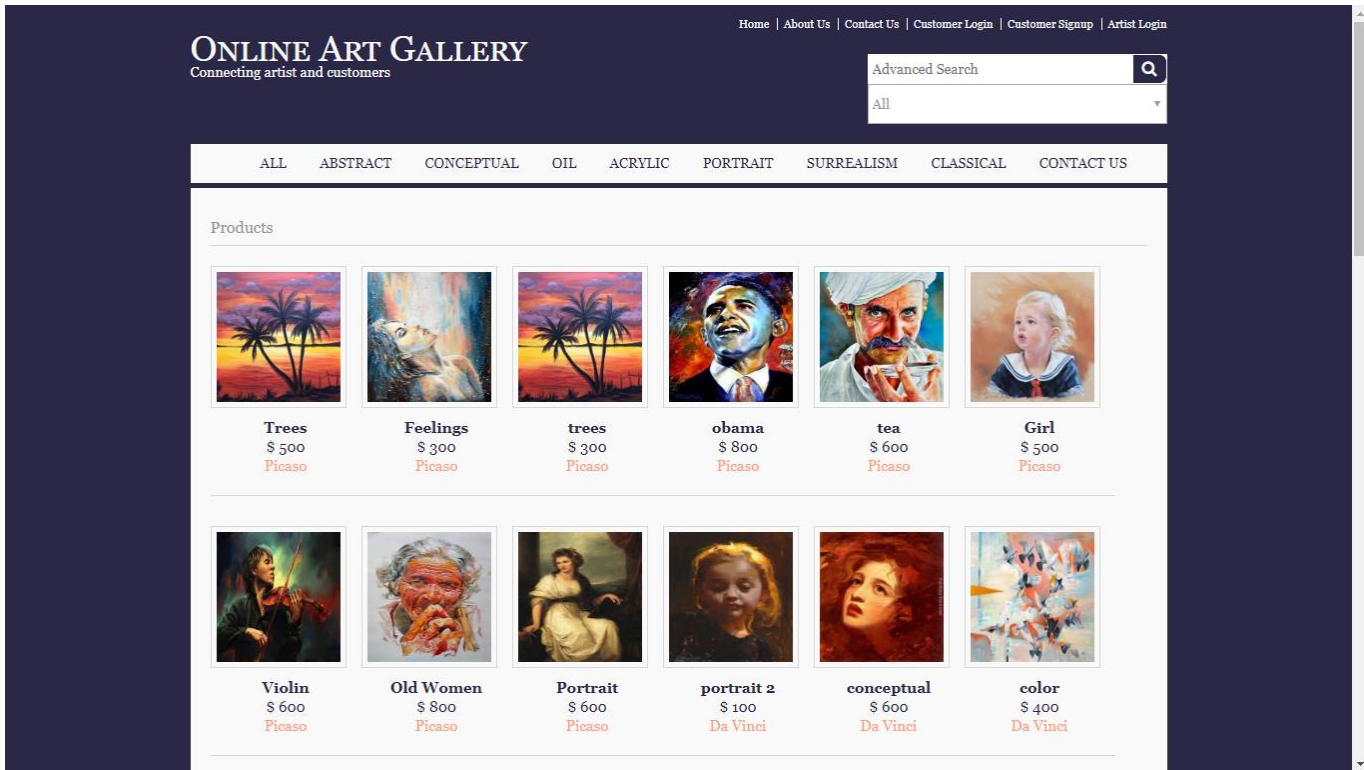 Home | About Us | Contact Us | Customer Login | Customer Signup | Artist Login
ONLINE ART GALLERY
Connecting artist and customers
Advanced Search
All
ALL ABSTRACT CONCEPTUAL OIL ACRYLIC PORTRAIT SURREALISM CLASSICAL CONTACT US
Products
Trees Feelings trees obama tea Girl
$ 500 $ 300 $ 300 $ 800 $ 600 $ 500
Picaso Picaso Picaso Picaso Picaso Picaso
Violin Old Women Portrait portrait 2 conceptual color
$ 600 $ 800 $ 600 $ 100 $ 600 $ 400
Picaso Picaso Picaso Da Vinci Da Vinci Da Vinci